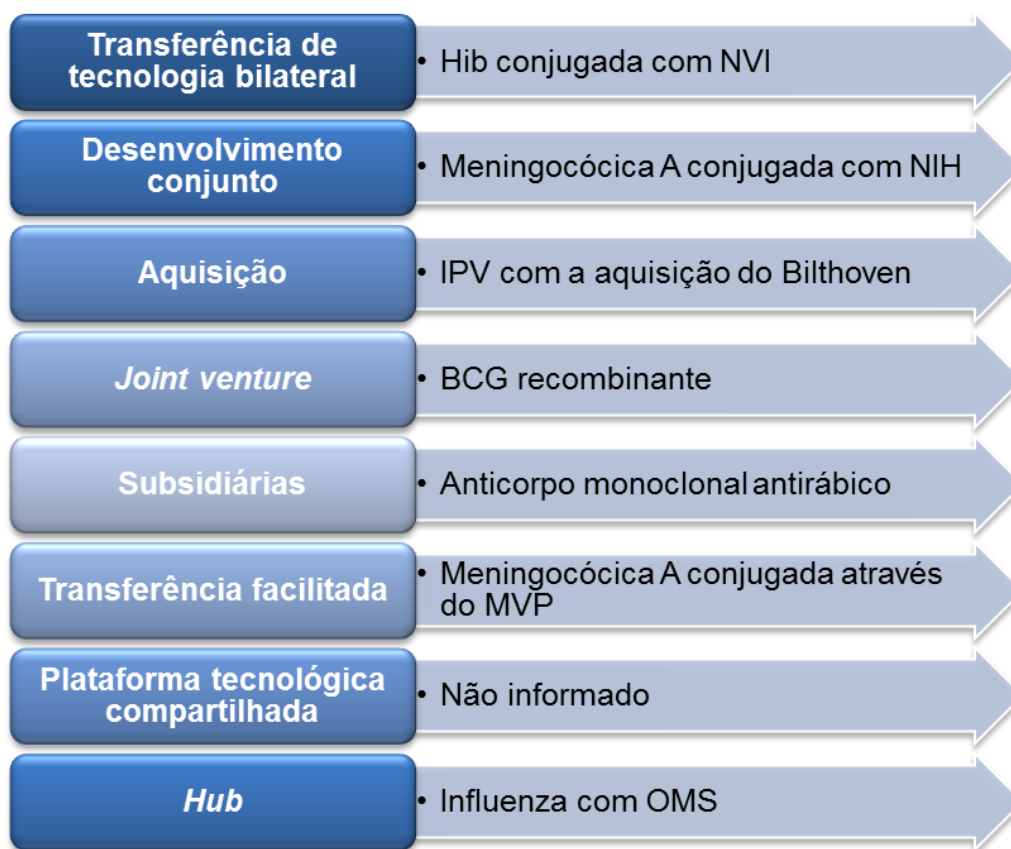 Transferência de
tecnologia bilateral
• Hib conjugada com NVI
Desenvolvimento
conjunto
• Meningocócica A conjugada com NIH
Aquisição
• IPV com a aquisição do Bilthoven
Joint venture
• BCG recombinante
Subsidiárias
• Anticorpo monoclonal antirábico
Transferência facilitada
• Meningocócica A conjugada através
do MVP
Plataforma tecnológica
compartilhada
• Não informado
Hub
• Influenza com OMS